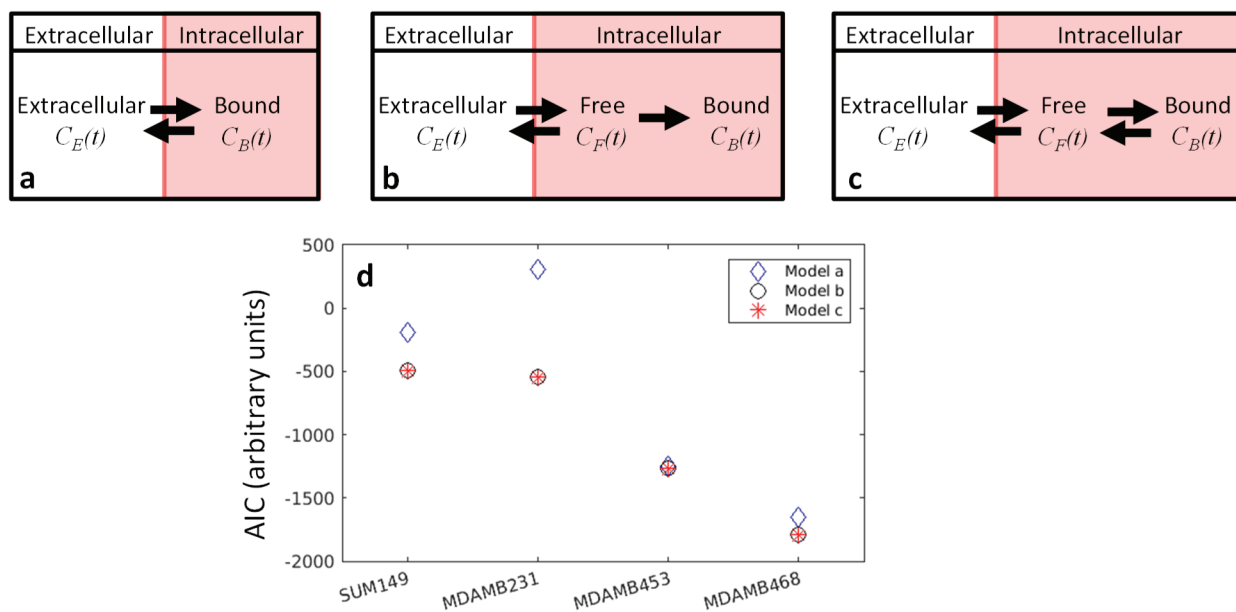 Extracellular Intracellular
Extracellular Bound
C_E(t) C_B(t)
a
Extracellular Intracellular
Extracellular Free Bound
C_E(t) C_F(t) C_B(t)
b
Extracellular Intracellular
Extracellular Free Bound
C_E(t) C_F(t) C_B(t)
c
d
AIC (arbitrary units)
500
0
-500
-1000
-1500
-2000
Model a
Model b
Model c
SUM149
MDAMB231
MDAMB453
MDAMB468